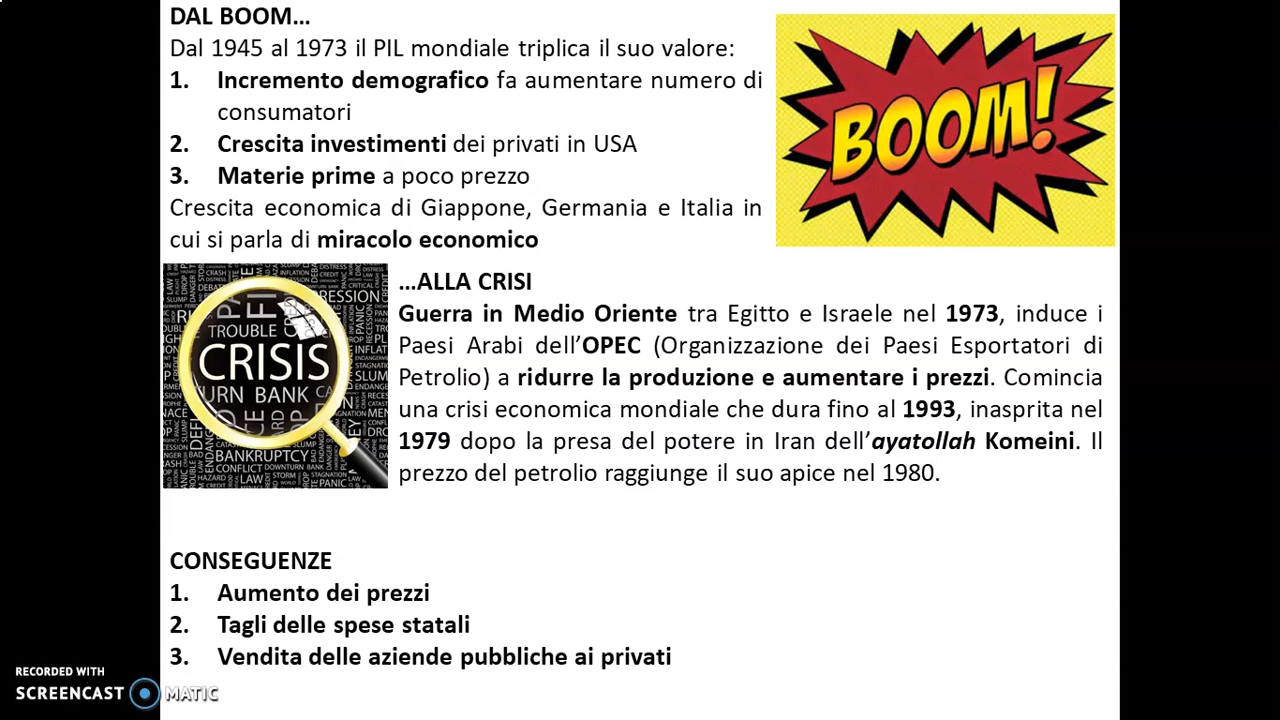 DAL BOOM…
Dal 1945 al 1973 il PIL mondiale triplica il suo valore:
1. Incremento demografico fa aumentare numero di
consumatori
2. Crescita investimenti dei privati in USA
3. Materie prime a poco prezzo
Crescita economica di Giappone, Germania e Italia in
cui si parla di miracolo economico
BOOM!
…ALLA CRISI
Guerra in Medio Oriente tra Egitto e Israele nel 1973, induce i
Paesi Arabi dell’OPEC (Organizzazione dei Paesi Esportatori di
Petrolio) a ridurre la produzione e aumentare i prezzi. Comincia
una crisi economica mondiale che dura fino al 1993, inasprita nel
1979 dopo la presa del potere in Iran dell’ayatollah Komeini. Il
prezzo del petrolio raggiunge il suo apice nel 1980.
TROUBLE
CRISIS
TURN BANK
BANKRUPTCY
CONFLICT
LAW
STORM
PANIC
CONSEGUENZE
1. Aumento dei prezzi
2. Tagli delle spese statali
3. Vendita delle aziende pubbliche ai privati
RECORDED WITH
SCREENCAST MATIC